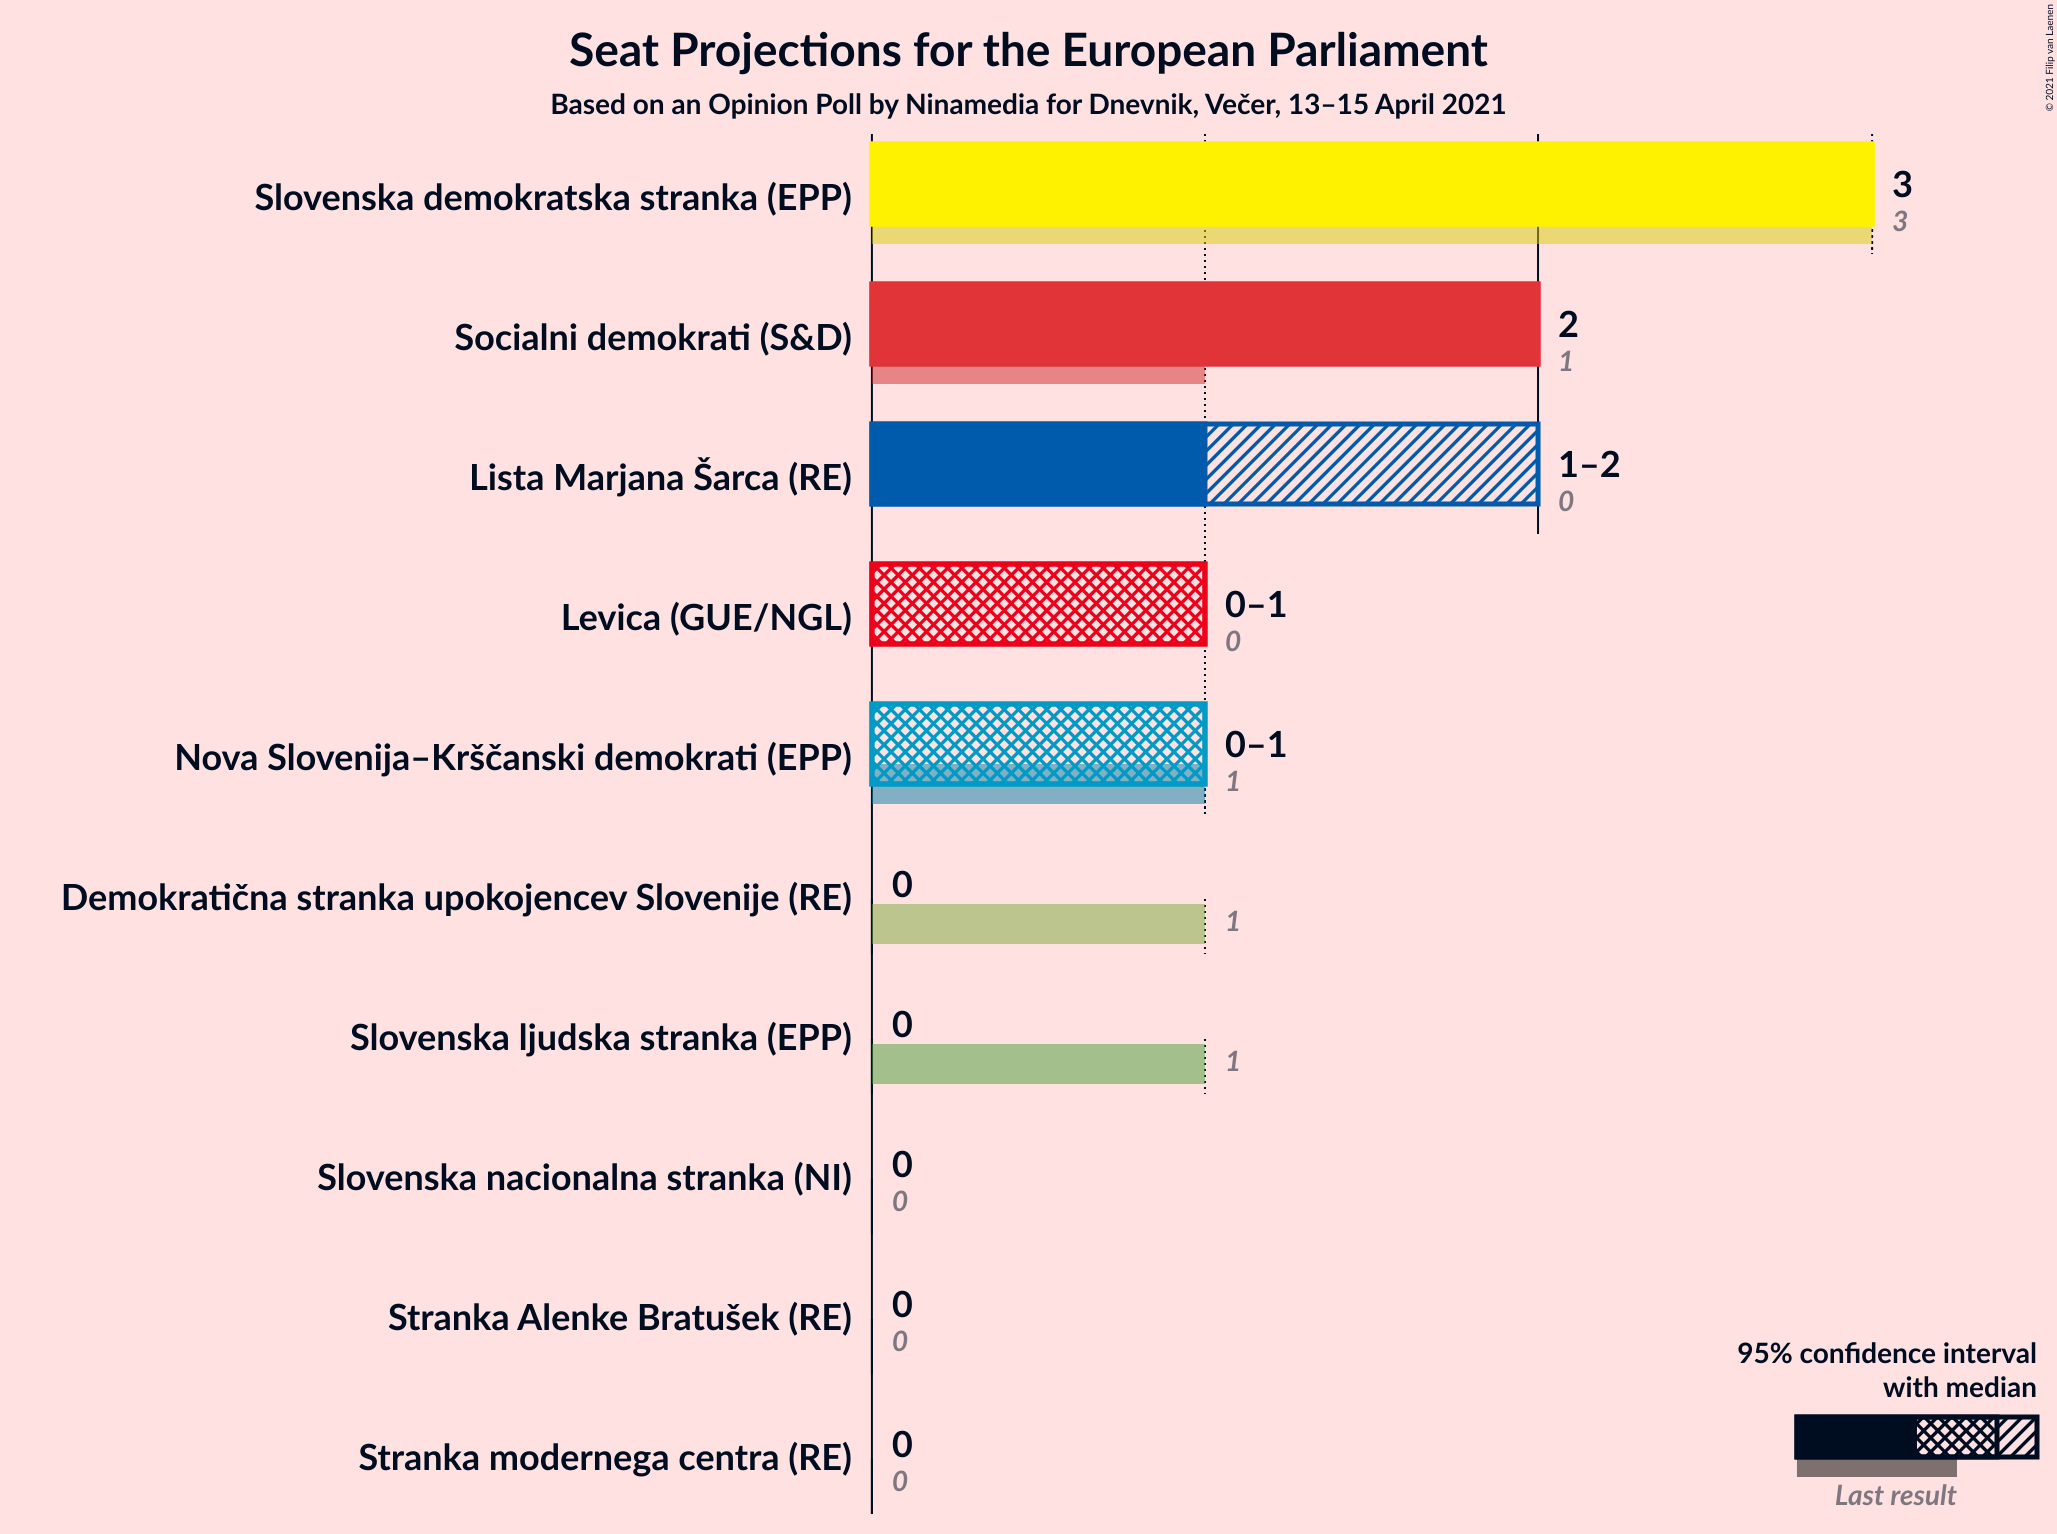 Seat Projections for the European Parliament
Based on an Opinion Poll by Ninamedia for Dnevnik, Večer, 13–15 April 2021
© 2021 Filip van Laenen
Slovenska demokratska stranka (EPP)
3
3
Socialni demokrati (S&D)
2
1
Lista Marjana Šarca (RE)
1–2
0
Levica (GUE/NGL)
0–1
0
Nova Slovenija–Krščanski demokrati (EPP)
0–1
1
Demokratična stranka upokojencev Slovenije (RE)
0
1
Slovenska ljudska stranka (EPP)
0
1
Slovenska nacionalna stranka (NI)
0
0
Stranka Alenke Bratušek (RE)
0
0
Stranka modernega centra (RE)
0
0
95% confidence interval
with median
Last result